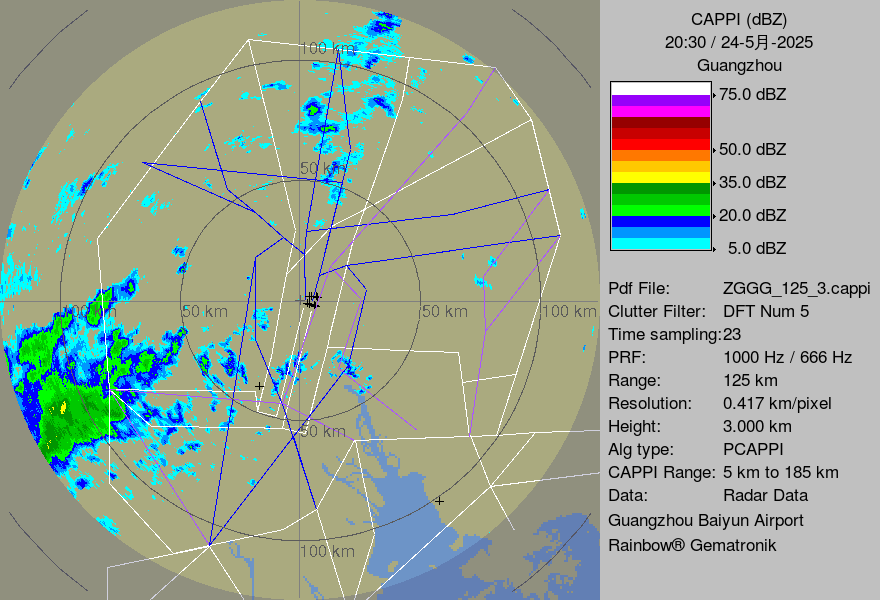 CAPPI (dBZ)
20:30 / 24-5月-2025
Guangzhou
75.0 dBZ
50.0 dBZ
35.0 dBZ
20.0 dBZ
5.0 dBZ
100 km
50 km
100 km
50 km
50 km
100 km
50 km
100 km
Pdf File: ZGGG_125_3.cappi
Clutter Filter: DFT Num 5
Time sampling:23
PRF: 1000 Hz / 666 Hz
Range: 125 km
Resolution: 0.417 km/pixel
Height: 3.000 km
Alg type: PCAPPI
CAPPI Range: 5 km to 185 km
Data: Radar Data
Guangzhou Baiyun Airport
Rainbow® Gematronik